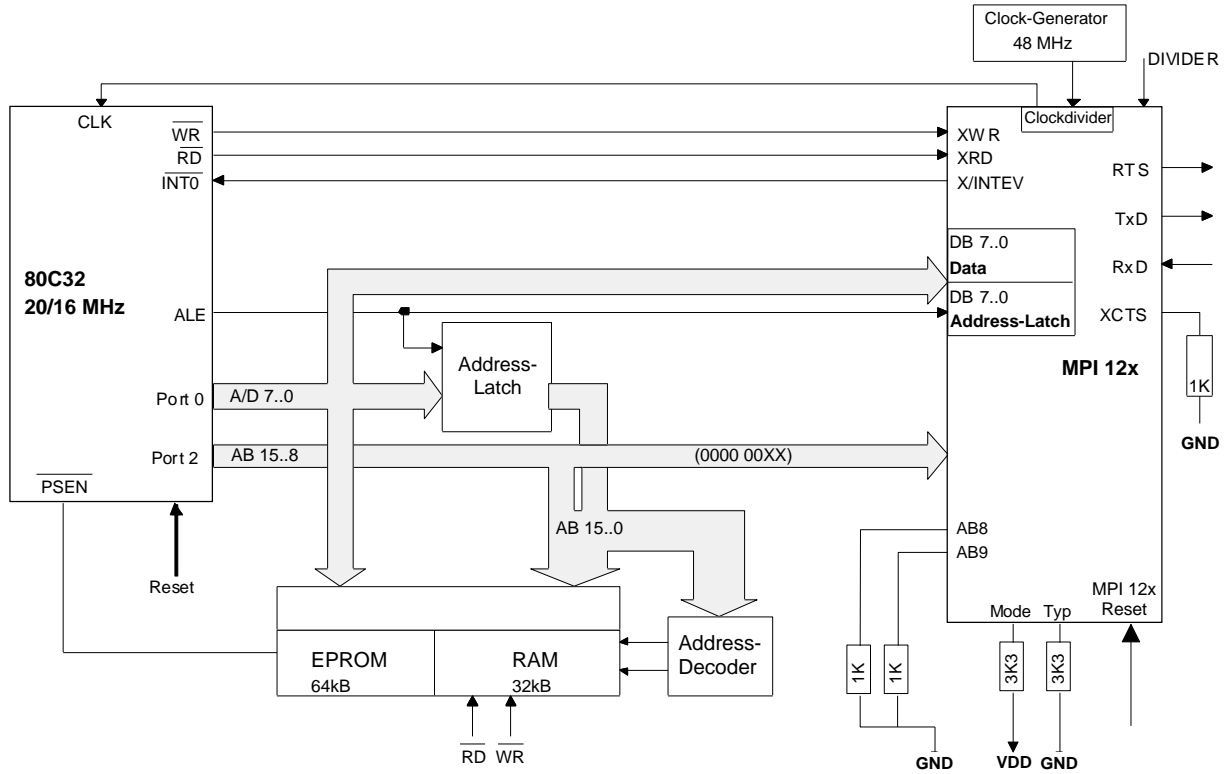 Clock-Generator
48 MHz
DIVIDER
CLK
Clockdivider
WR
XWR
RD
XRD
INT0
X/INTEV
RTS
TxD
DB 7..0
Data
RxD
80C32
20/16 MHz
DB 7..0
ALE
Address-Latch
XCTS
Address-
Latch
MPI 12x
1K
Port 0
A/D 7..0
GND
Port 2
AB 15..8
(0000 00XX)
PSEN
AB 15..0
AB8
AB9
Reset
MPI 12x
Reset
Mode
Typ
EPROM
64kB
RAM
32kB
Address-
Decoder
1K
1K
3K3
3K3
RD
WR
GND
VDD
GND